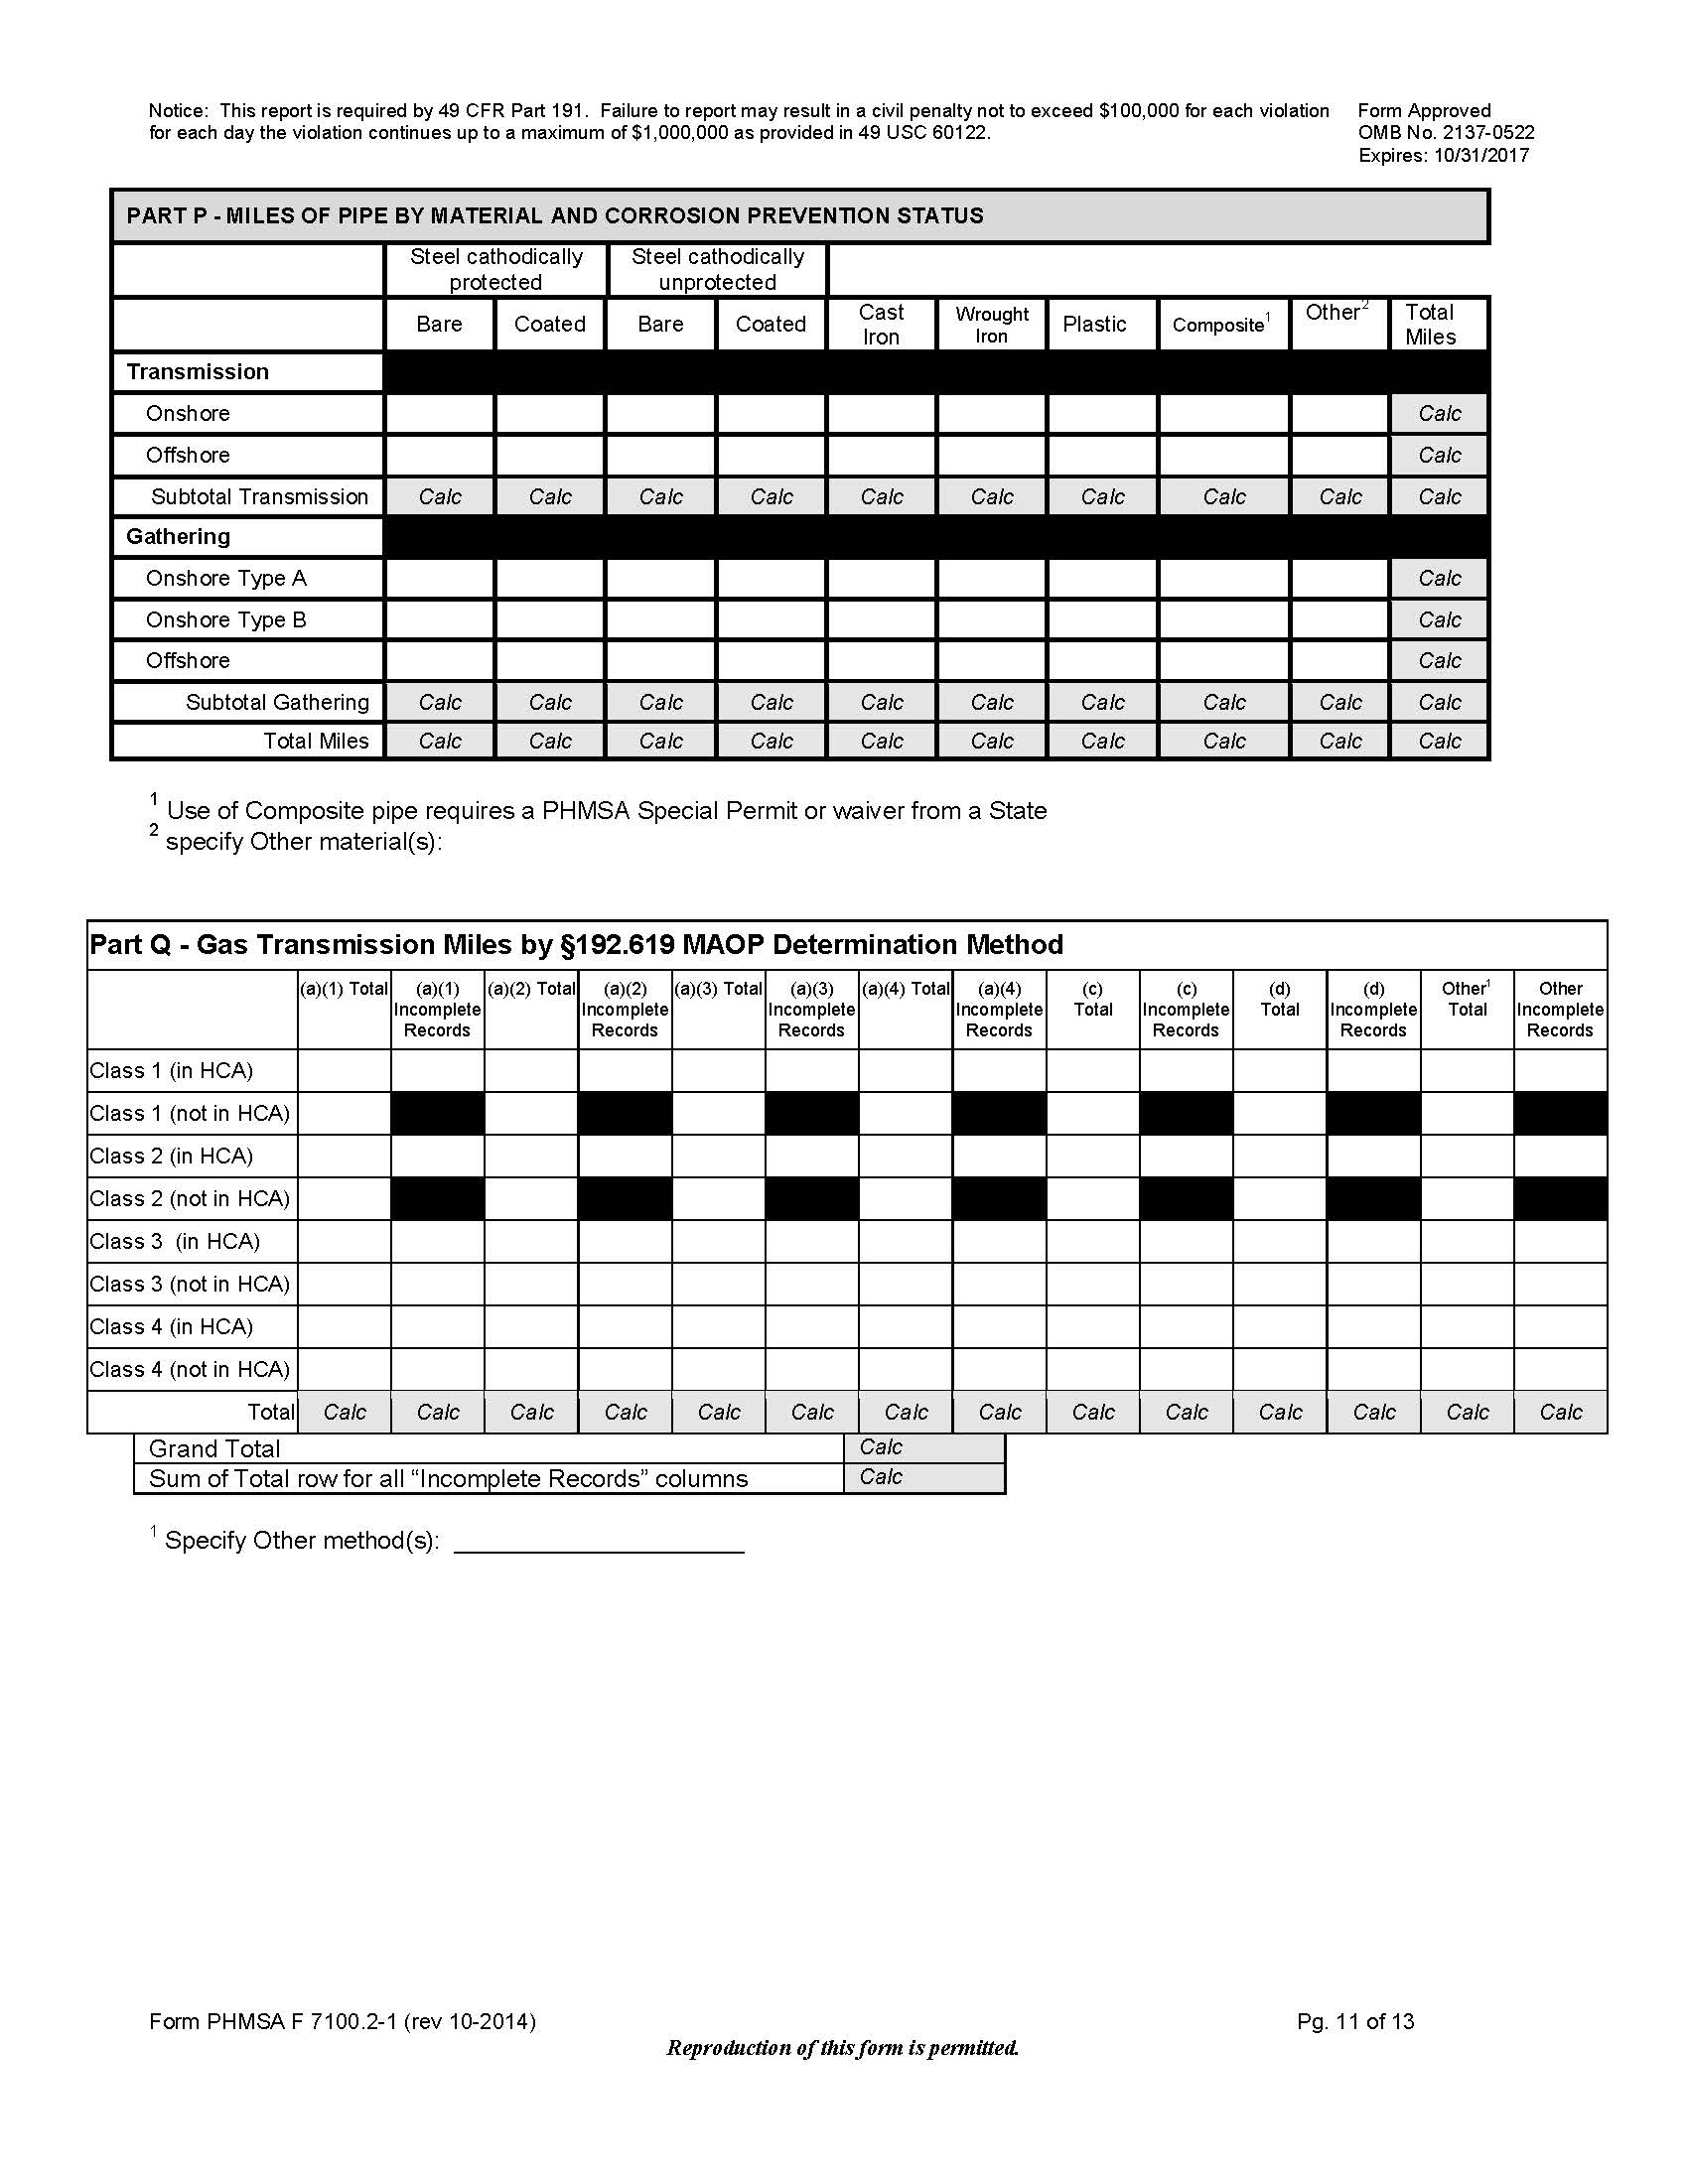 Notice:  This report is required by 49 CFR Part 191.  Failure to report may result in a civil penalty not to exceed $100,000 for each violation
for each day the violation continues up to a maximum of $1,000,000 as provided in 49 USC 60122.
Form Approved
OMB No. 2137-0522
Expires: 10/31/2017
PART P - MILES OF PIPE BY MATERIAL AND CORROSION PREVENTION STATUS
Steel cathodically protected Steel cathodically unprotected
Bare Coated Bare Coated Cast Iron Wrought Iron Plastic Composite1 Other2 Total Miles
Transmission
Onshore Calc
Offshore Calc
Subtotal Transmission Calc Calc Calc Calc Calc Calc Calc Calc Calc Calc
Gathering
Onshore Type A Calc
Onshore Type B Calc
Offshore Calc
Subtotal Gathering Calc Calc Calc Calc Calc Calc Calc Calc Calc Calc
Total Miles Calc Calc Calc Calc Calc Calc Calc Calc Calc Calc
1 Use of Composite pipe requires a PHMSA Special Permit or waiver from a State
2 specify Other material(s):
Part Q - Gas Transmission Miles by §192.619 MAOP Determination Method
(a)(1) Total (a)(1) Incomplete Records (a)(2) Total (a)(2) Incomplete Records (a)(3) Total (a)(3) Incomplete Records (a)(4) Total (a)(4) Incomplete Records (c) Total (c) Incomplete Records (d) Total (d) Incomplete Records Other1 Total Other Incomplete Records
Class 1 (in HCA)
Class 1 (not in HCA)
Class 2 (in HCA)
Class 2 (not in HCA)
Class 3  (in HCA)
Class 3 (not in HCA)
Class 4 (in HCA)
Class 4 (not in HCA)
Total Calc Calc Calc Calc Calc Calc Calc Calc Calc Calc Calc Calc Calc Calc
Grand Total Calc
Sum of Total row for all “Incomplete Records” columns Calc
1 Specify Other method(s): ______________________
Form PHMSA F 7100.2-1 (rev 10-2014) Pg. 11 of 13
Reproduction of this form is permitted.